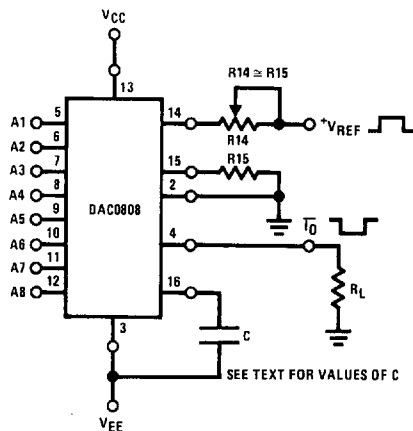 VCC
13
R14 ≅ R15
A1 5
14
R14
+VREF
A2 6
A3 7
15
R15
A4 8
DAC0808
2
A5 9
A6 10
4
IO
A7 11
A8 12
16
RL
3
C
SEE TEXT FOR VALUES OF C
VEE